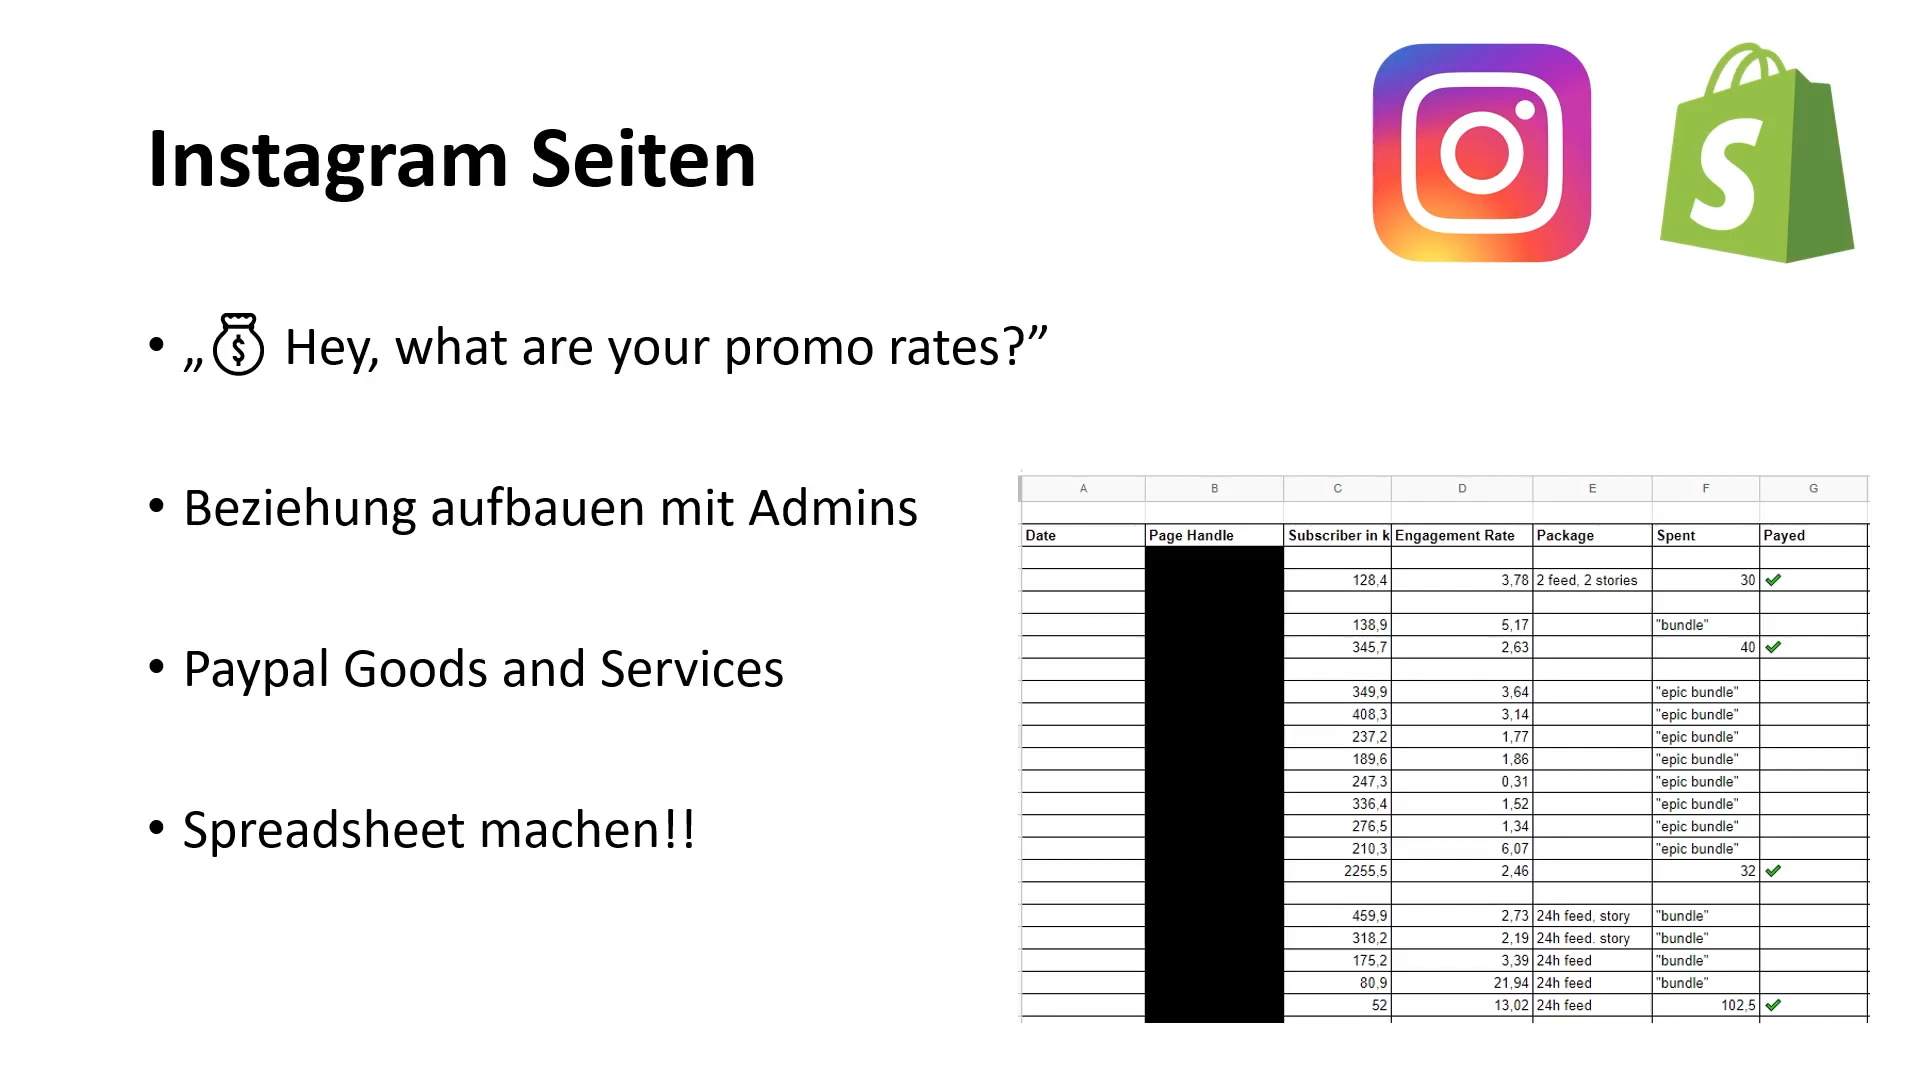 Instagram Seiten
• „ Hey, what are your promo rates?”
• Beziehung aufbauen mit Admins
• Paypal Goods and Services
• Spreadsheet machen!!
A B C D E F G
Date Page Handle Subscriber in k Engagement Rate Package Spent Payed
128,4 3,78 2 feed, 2 stories 30
138,9 5,17 "bundle"
345,7 2,63 40
349,9 3,64 "epic bundle"
408,3 3,14 "epic bundle"
237,2 1,77 "epic bundle"
189,6 1,86 "epic bundle"
247,3 0,31 "epic bundle"
336,4 1,52 "epic bundle"
276,5 1,34 "epic bundle"
210,3 6,07 "epic bundle"
2255,5 2,46 32
459,9 2,73 24h feed, story "bundle"
318,2 2,19 24h feed. story "bundle"
175,2 3,39 24h feed "bundle"
80,9 21,94 24h feed "bundle"
52 13,02 24h feed 102,5